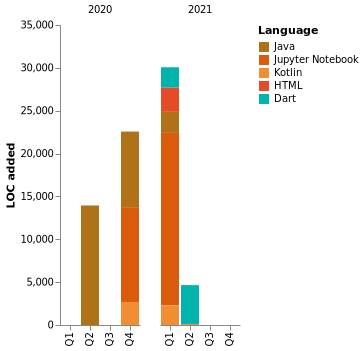 2020
2021
Language
Java
Jupyter Notebook
Kotlin
HTML
Dart
LOC added
35,000
30,000
25,000
20,000
15,000
10,000
5,000
0
Q1
Q2
Q3
Q4
Q1
Q2
Q3
Q4